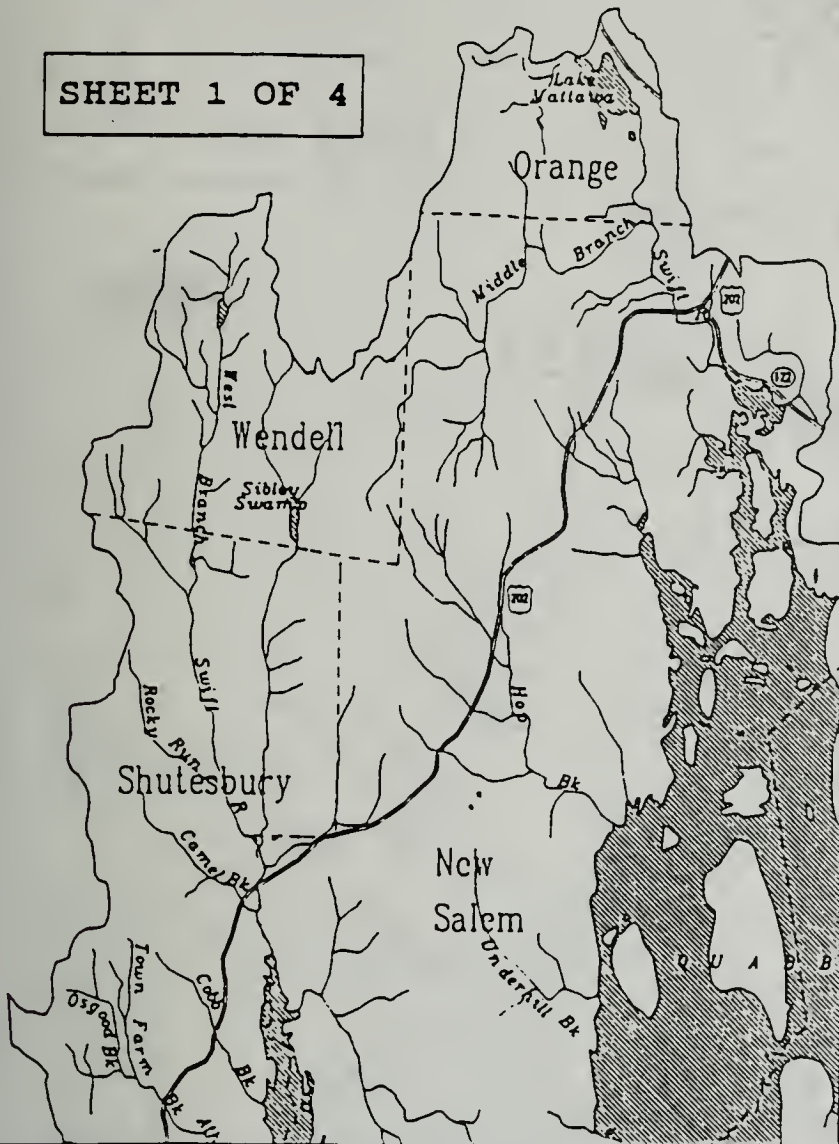 SHEET 1 OF 4
Lake
Orange
Middle Branch Swift R
202
122
West Branch Swift R
Wendell
Sibley
Swamp
202
Hop Bk
Rocky Run
Shutesbury
Camel Bk
New
Salem
Underhill Bk
QUABB
Town Farm Bk
Osgood Bk
Cobb Bk